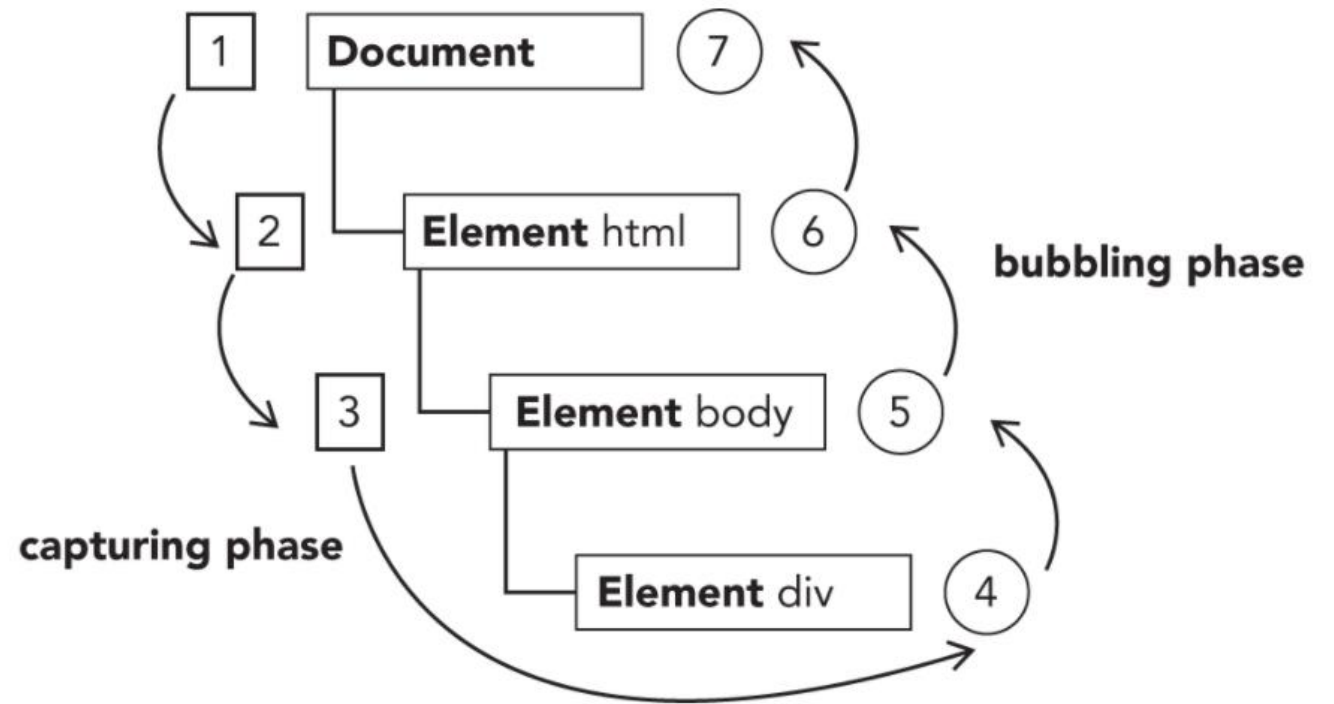 1
Document
7
2
Element html
6
bubbling phase
3
Element body
5
capturing phase
Element div
4